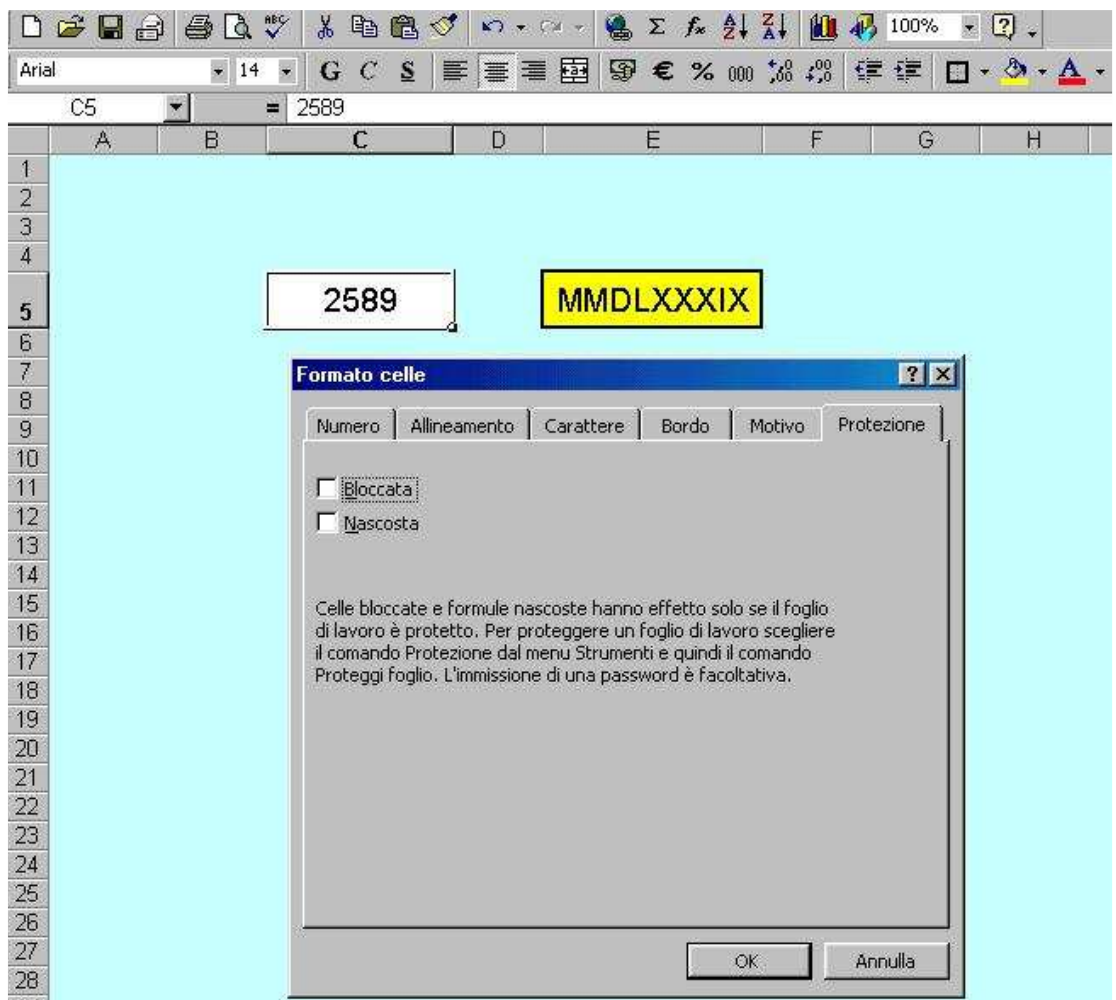 100%
Arial 14 G C S € % 000
C5 = 2589
A B C D E F G H
1
2
3
4
5 2589 MMDLXXXIX
6
7
8
9
10
11
12
13
14
15
16
17
18
19
20
21
22
23
24
25
26
27
28
Formato celle
Numero Allineamento Carattere Bordo Motivo Protezione
Bloccata
Nascosta
Celle bloccate e formule nascoste hanno effetto solo se il foglio
di lavoro è protetto. Per proteggere un foglio di lavoro scegliere
il comando Protezione dal menu Strumenti e quindi il comando
Proteggi foglio. L'immissione di una password è facoltativa.
OK Annulla